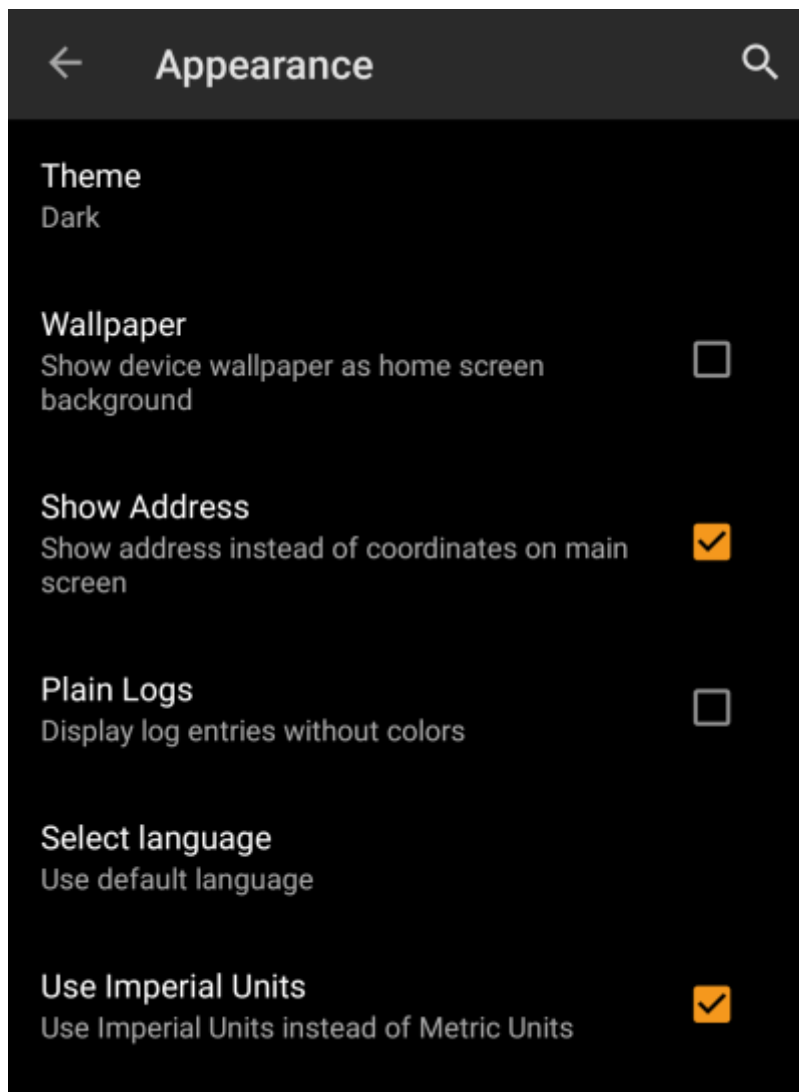 Appearance
Theme
Dark
Wallpaper
Show device wallpaper as home screen
background
Show Address
Show address instead of coordinates on main
screen
Plain Logs
Display log entries without colors
Select language
Use default language
Use Imperial Units
Use Imperial Units instead of Metric Units